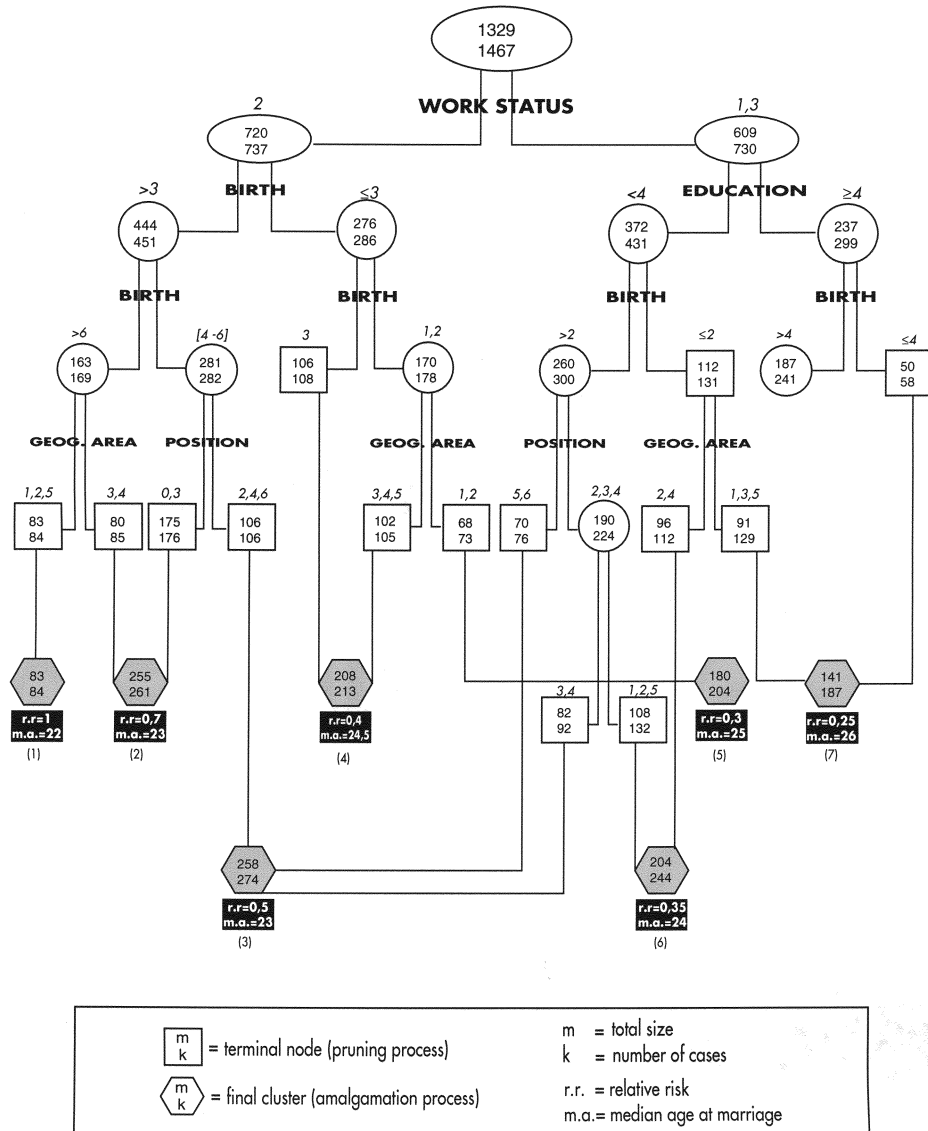 1329
1467
WORK STATUS
2
1,3
720
737
609
730
BIRTH
EDUCATION
>3
≤3
<4
≥4
444
451
276
286
372
431
237
299
BIRTH
BIRTH
BIRTH
BIRTH
>6
[4 -6]
3
1,2
>2
≤2
>4
≤4
163
169
281
282
106
108
170
178
260
300
112
131
187
241
50
58
GEOG. AREA
POSITION
GEOG. AREA
POSITION
GEOG. AREA
1,2,5
3,4
0,3
2,4,6
3,4,5
1,2
5,6
2,3,4
2,4
1,3,5
83
84
80
85
175
176
106
106
102
105
68
73
70
76
190
224
96
112
91
129
83
84
r.r=1
m.a.=22
(1)
255
261
r.r=0,7
m.a.=23
(2)
208
213
r.r=0,4
m.a.=24,5
(4)
3,4
82
92
1,2,5
108
132
180
204
r.r=0,3
m.a.=25
(5)
141
187
r.r=0,25
m.a.=26
(7)
258
274
r.r=0,5
m.a.=23
(3)
204
244
r.r=0,35
m.a.=24
(6)
m
k
= terminal node (pruning process)
m
k
= final cluster (amalgamation process)
m = total size
k = number of cases
r.r. = relative risk
m.a.= median age at marriage